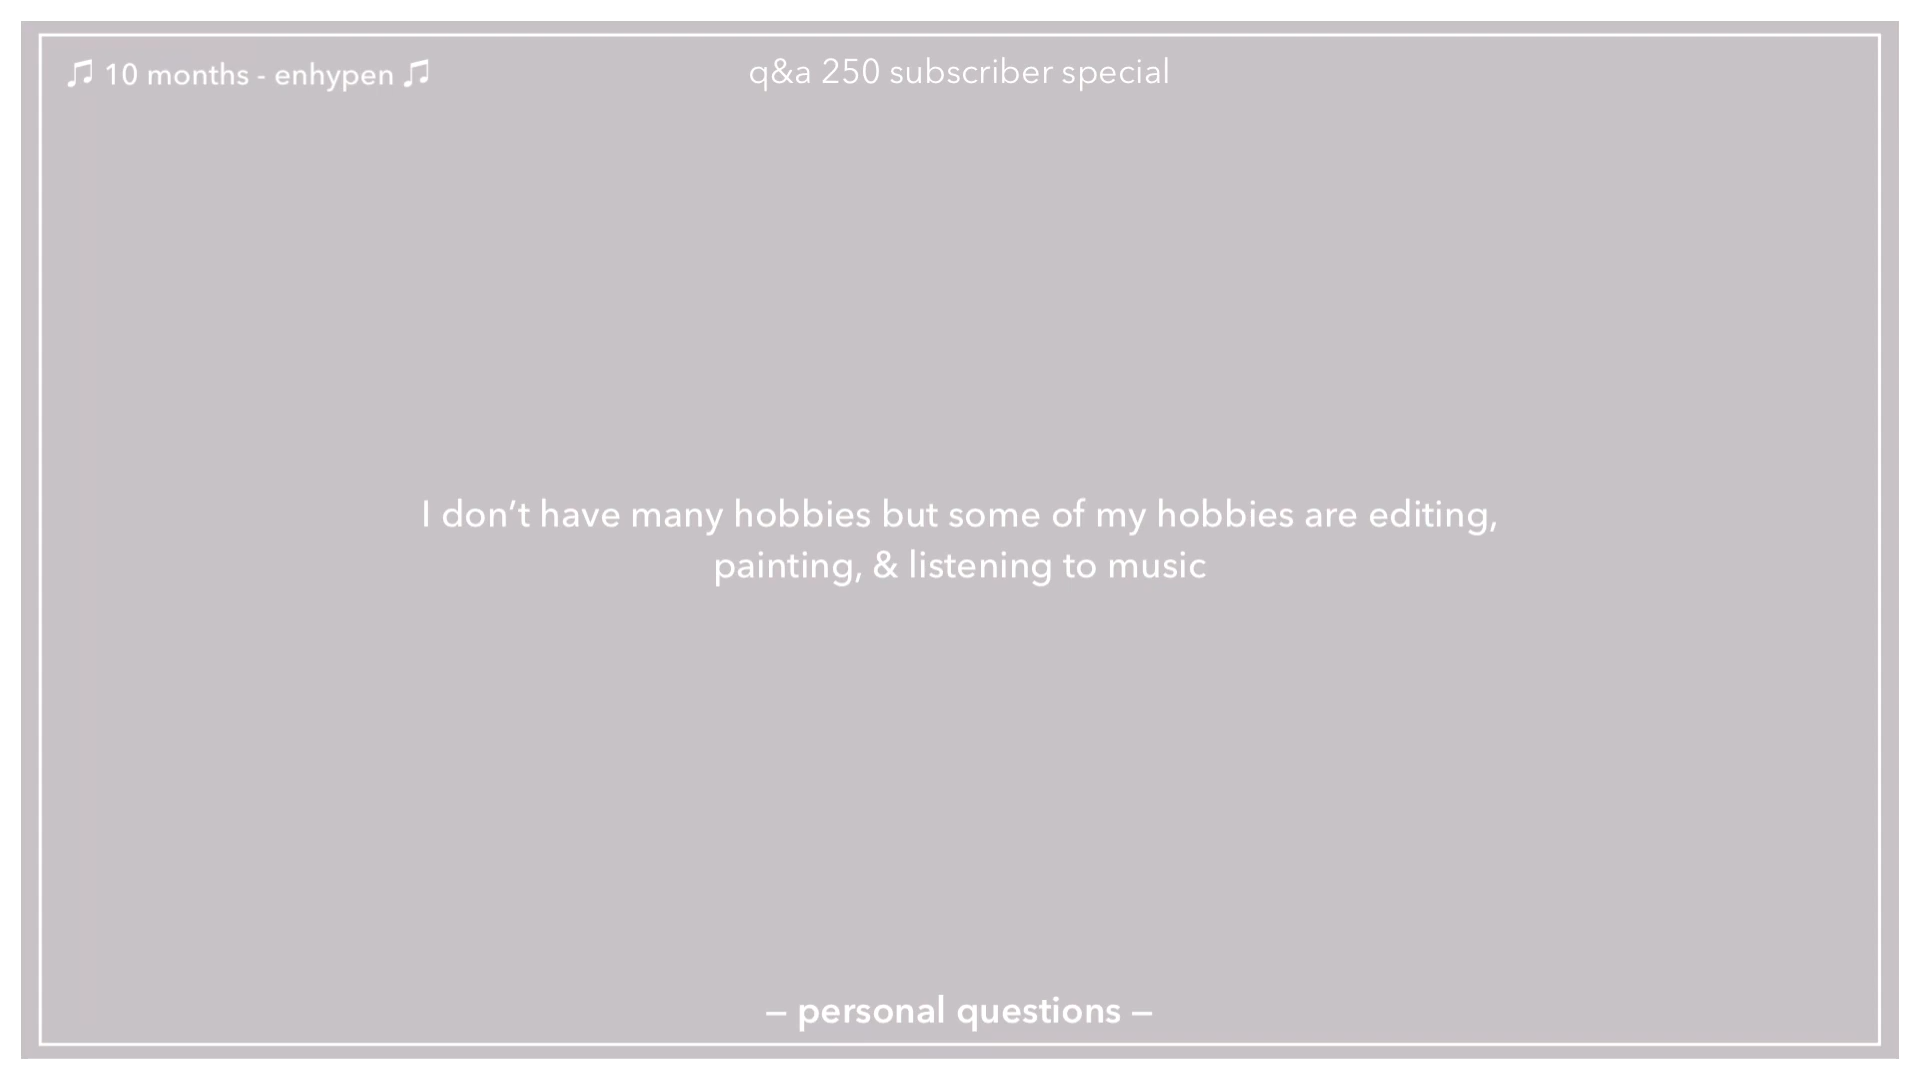 ♫ 10 months - enhypen ♫
q&a 250 subscriber special
I don’t have many hobbies but some of my hobbies are editing,
painting, & listening to music
– personal questions –